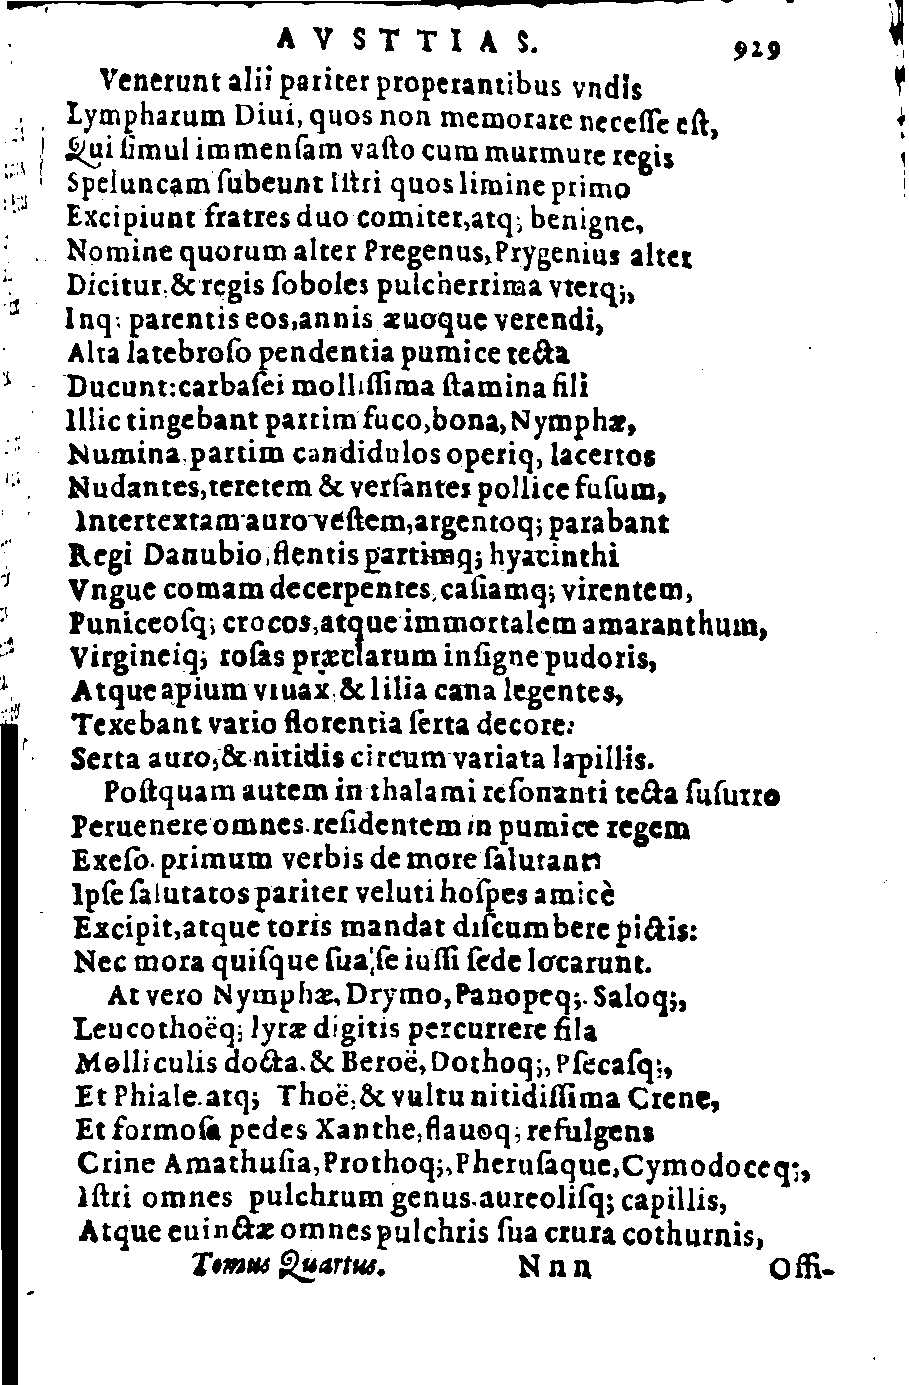 AVSTTIAS. 929
Venerunt alii pariter properantibus vndis
Lympharum Diui, quos non memorare neceſſe eſt,
Qui ſimul immenſam vaſto cum murmure regis
Speluncam ſubeunt Iſtri quos limine primo
Excipiunt fratres duo comiter,atq; benigne,
Nomine quorum alter Pregenus,Prygenius alter
Dicitur.& regis ſoboles pulcherrima vterq;,
Inq; parentis eos,annis æuoque verendi,
Alta latebroſo pendentia pumice tecta
Ducunt:carbaſei molliſſima ſtamina fili
Illic tingebant partim fuco,bona,Nymphæ,
Numina.partim candidulos operiq, lacertos
Nudantes,teretem & verſantes pollice fuſum,
Intertextam auro veſtem,argentoq; parabant
Regi Danubio,flentis partimq; hyacinthi
Vngue comam decerpentes,caſiamq; virentem,
Puniceoſq; crocos,atque immortalem amaranthum,
Virgineiq; roſas præclarum inſigne pudoris,
Atque apium viuax,& lilia cana legentes,
Texebant vario florentia ſerta decore:
Serta auro,& nitidis circum variata lapillis.
Poſtquam autem in thalami reſonanti tecta ſuſurro
Peruenere omnes.reſidentem in pumice regem
Exeſo. primum verbis de more ſalutant
Ipſe ſalutatos pariter veluti hoſpes amicè
Excipit,atque toris mandat diſcumbere pictis:
Nec mora quiſque ſua ſe iuſſi ſede locarunt.
At vero Nymphæ,Drymo,Panopeq;. Saloq;,
Leucothoëq; lyræ digitis percurrere fila
Molliculis docta.& Beroë,Dothoq;,Pſecaſq;,
Et Phiale.atq; Thoë,& vultu nitidiſſima Crene,
Et formoſa pedes Xanthe,flauoq; refulgens
Crine Amathuſia,Prothoq;,Pheruſaque,Cymodoceq;,
Iſtri omnes pulchrum genus.aureoliſq; capillis,
Atque euinctæ omnes pulchris ſua crura cothurnis,
Tomus Quartus. Nnn Offi-